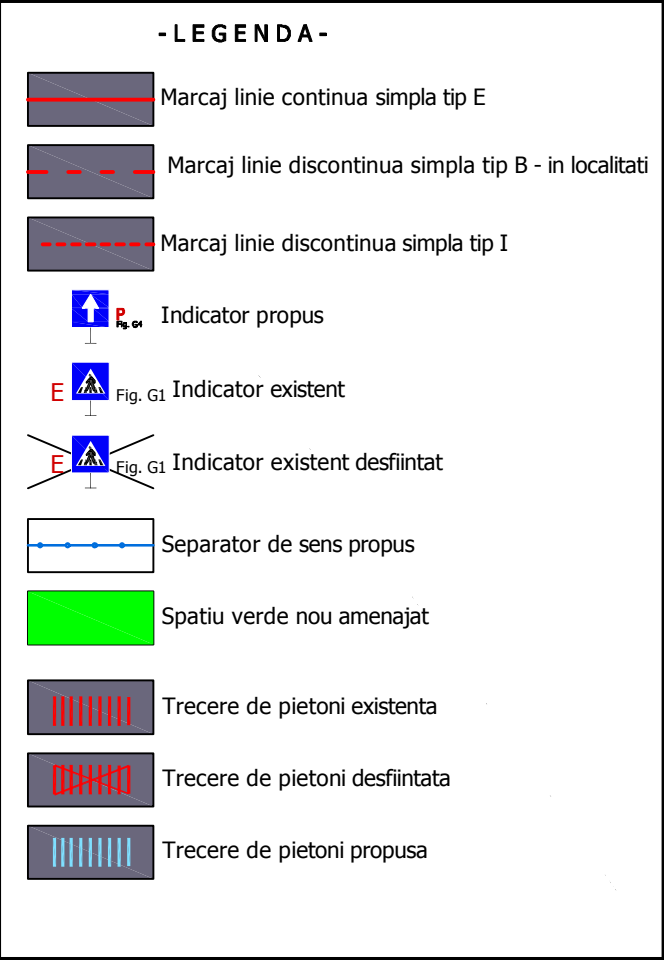 -LEGENDA-
Marcaj linie continua simpla tip E
Marcaj linie discontinua simpla tip B - in localitati
Marcaj linie discontinua simpla tip I
P
Fig. G4
Indicator propus
E Fig. G1 Indicator existent
E Fig. G1 Indicator existent desfiintat
Separator de sens propus
Spatiu verde nou amenajat
Trecere de pietoni existenta
Trecere de pietoni desfiintata
Trecere de pietoni propusa